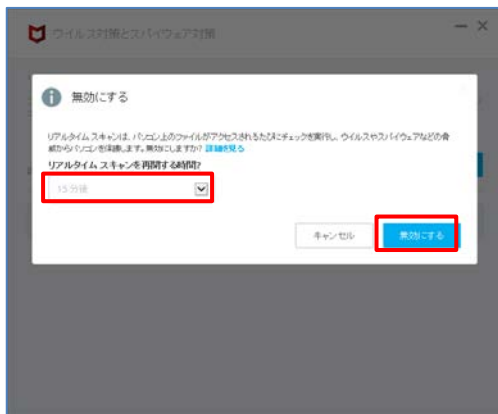 ウイルス対策とスパイウェア対策
無効にする
リアルタイム スキャンは、パソコン上のファイルがアクセスされるたびにチェックを実行し、ウイルスやスパイウェアなどの脅
威からパソコンを保護します。無効にしますか? 詳細を見る
リアルタイム スキャンを再開する時間?
15 分後
キャンセル
無効にする